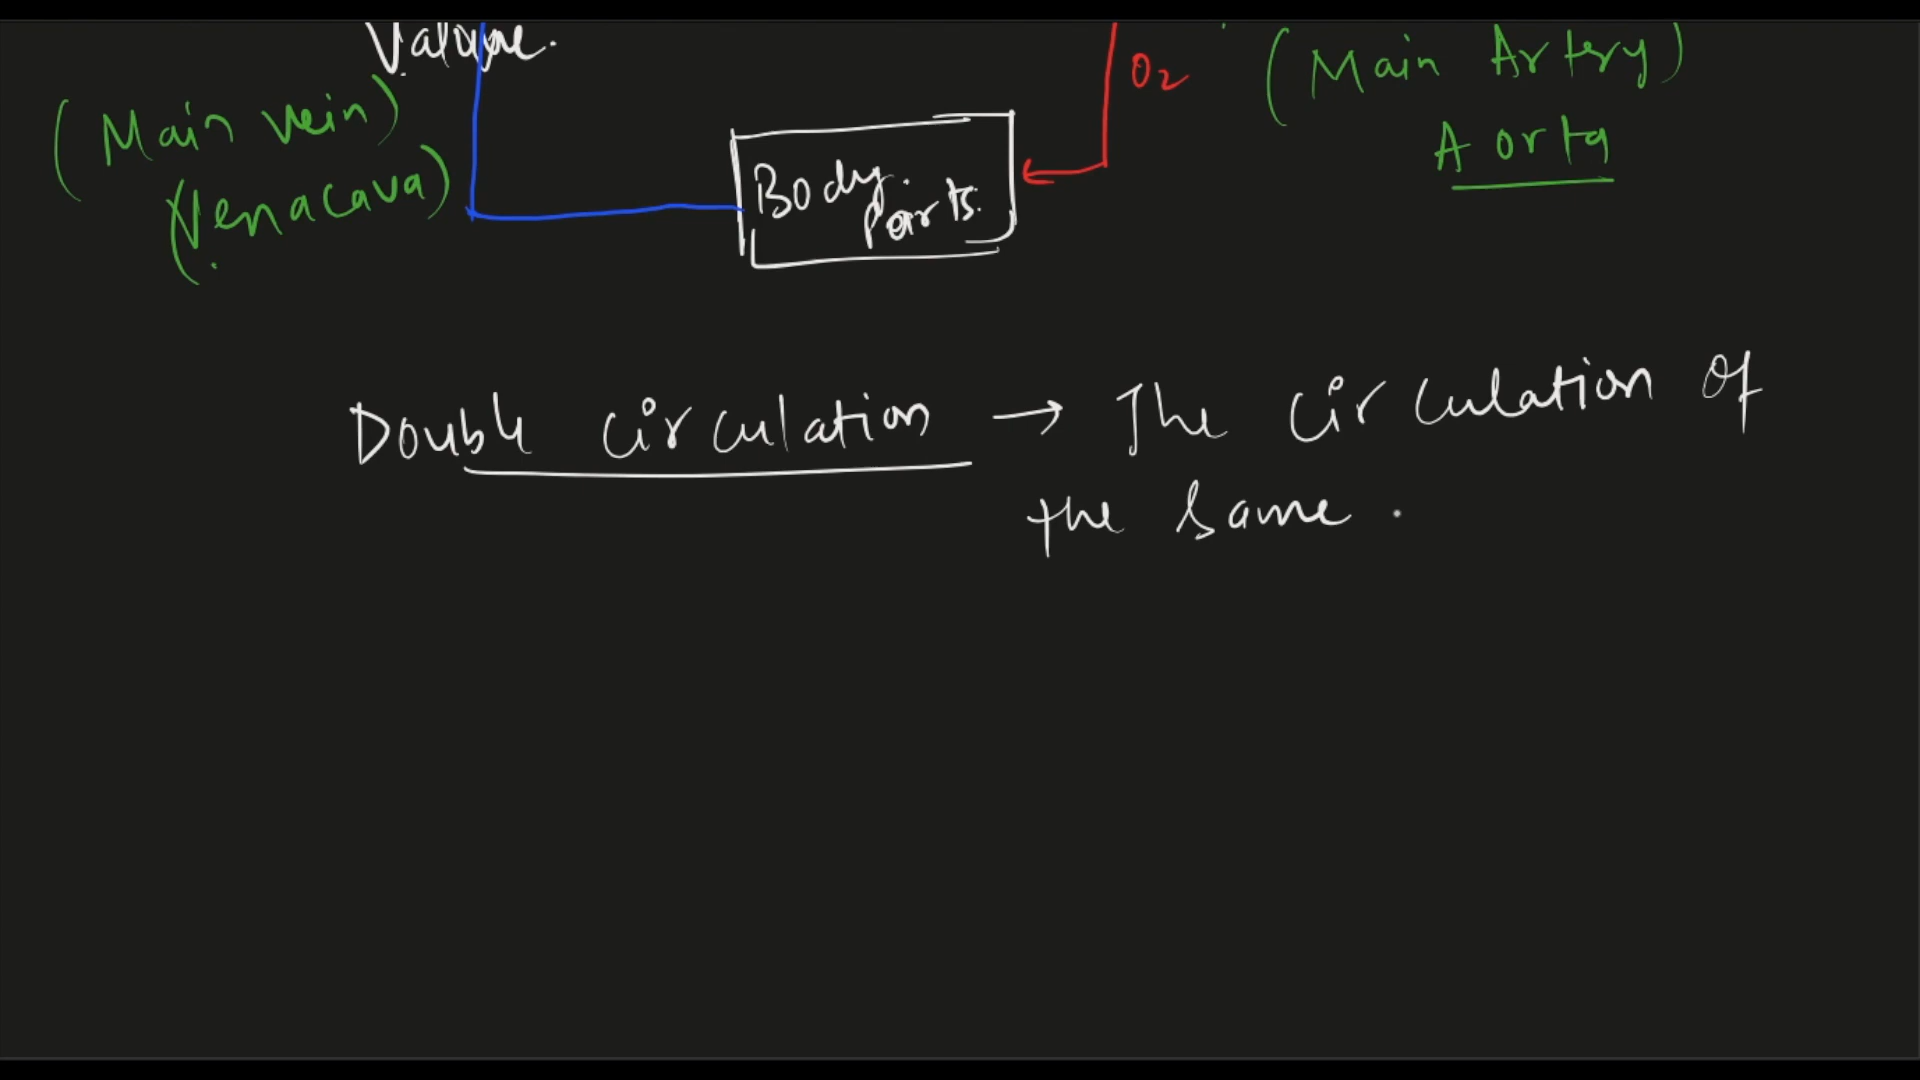 Valve.
O2
(Main Artery)
Aorta
(Main vein)
(Venacava)
Body.
Parts.
Double circulation → The circulation of
the same.